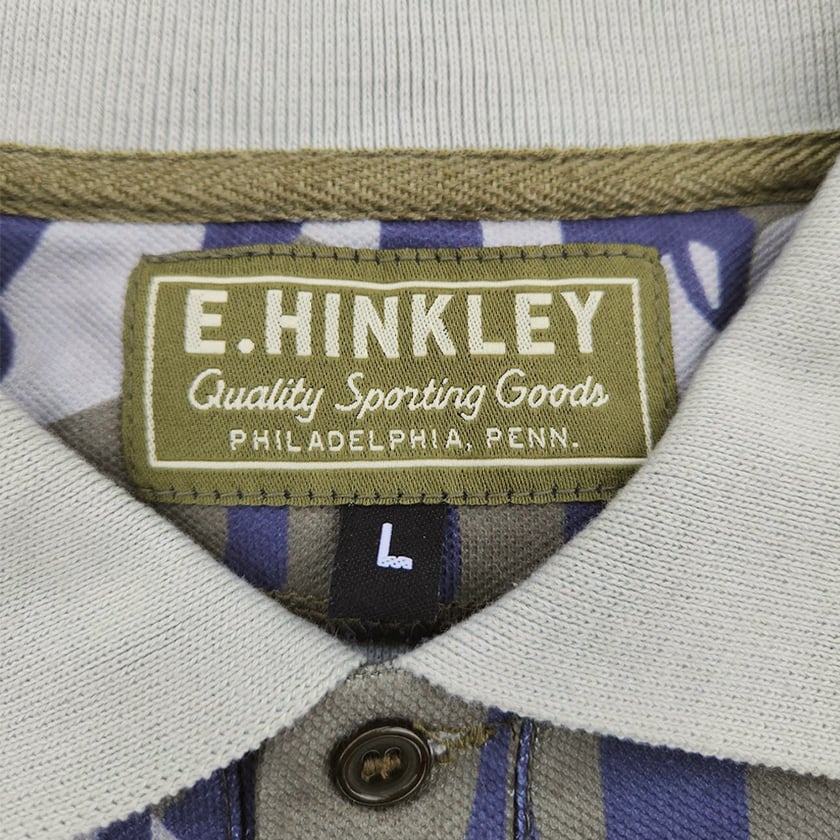 E.HINKLEY
Quality Sporting Goods
PHILADELPHIA, PENN.
L